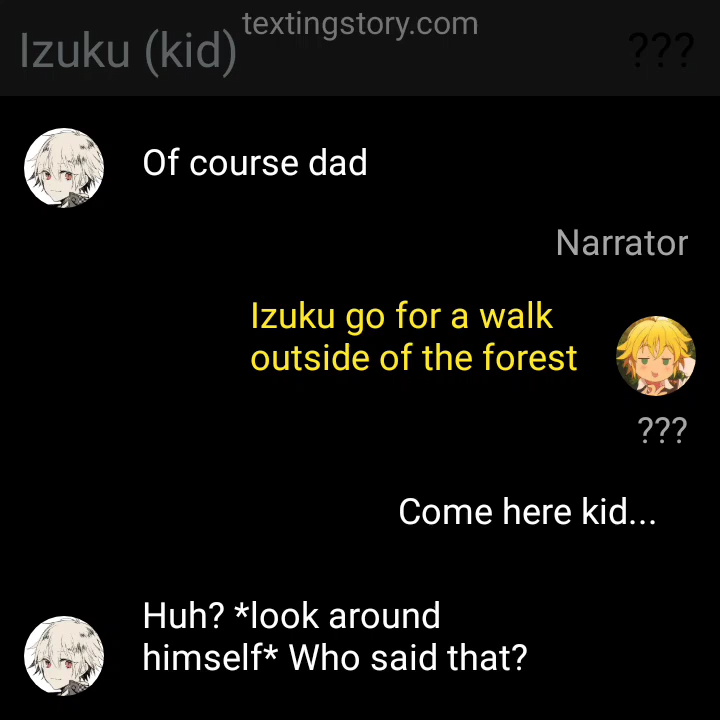 textingstory.com
Izuku (kid)
???
Of course dad
Narrator
Izuku go for a walk
outside of the forest
???
Come here kid...
Huh? *look around
himself* Who said that?